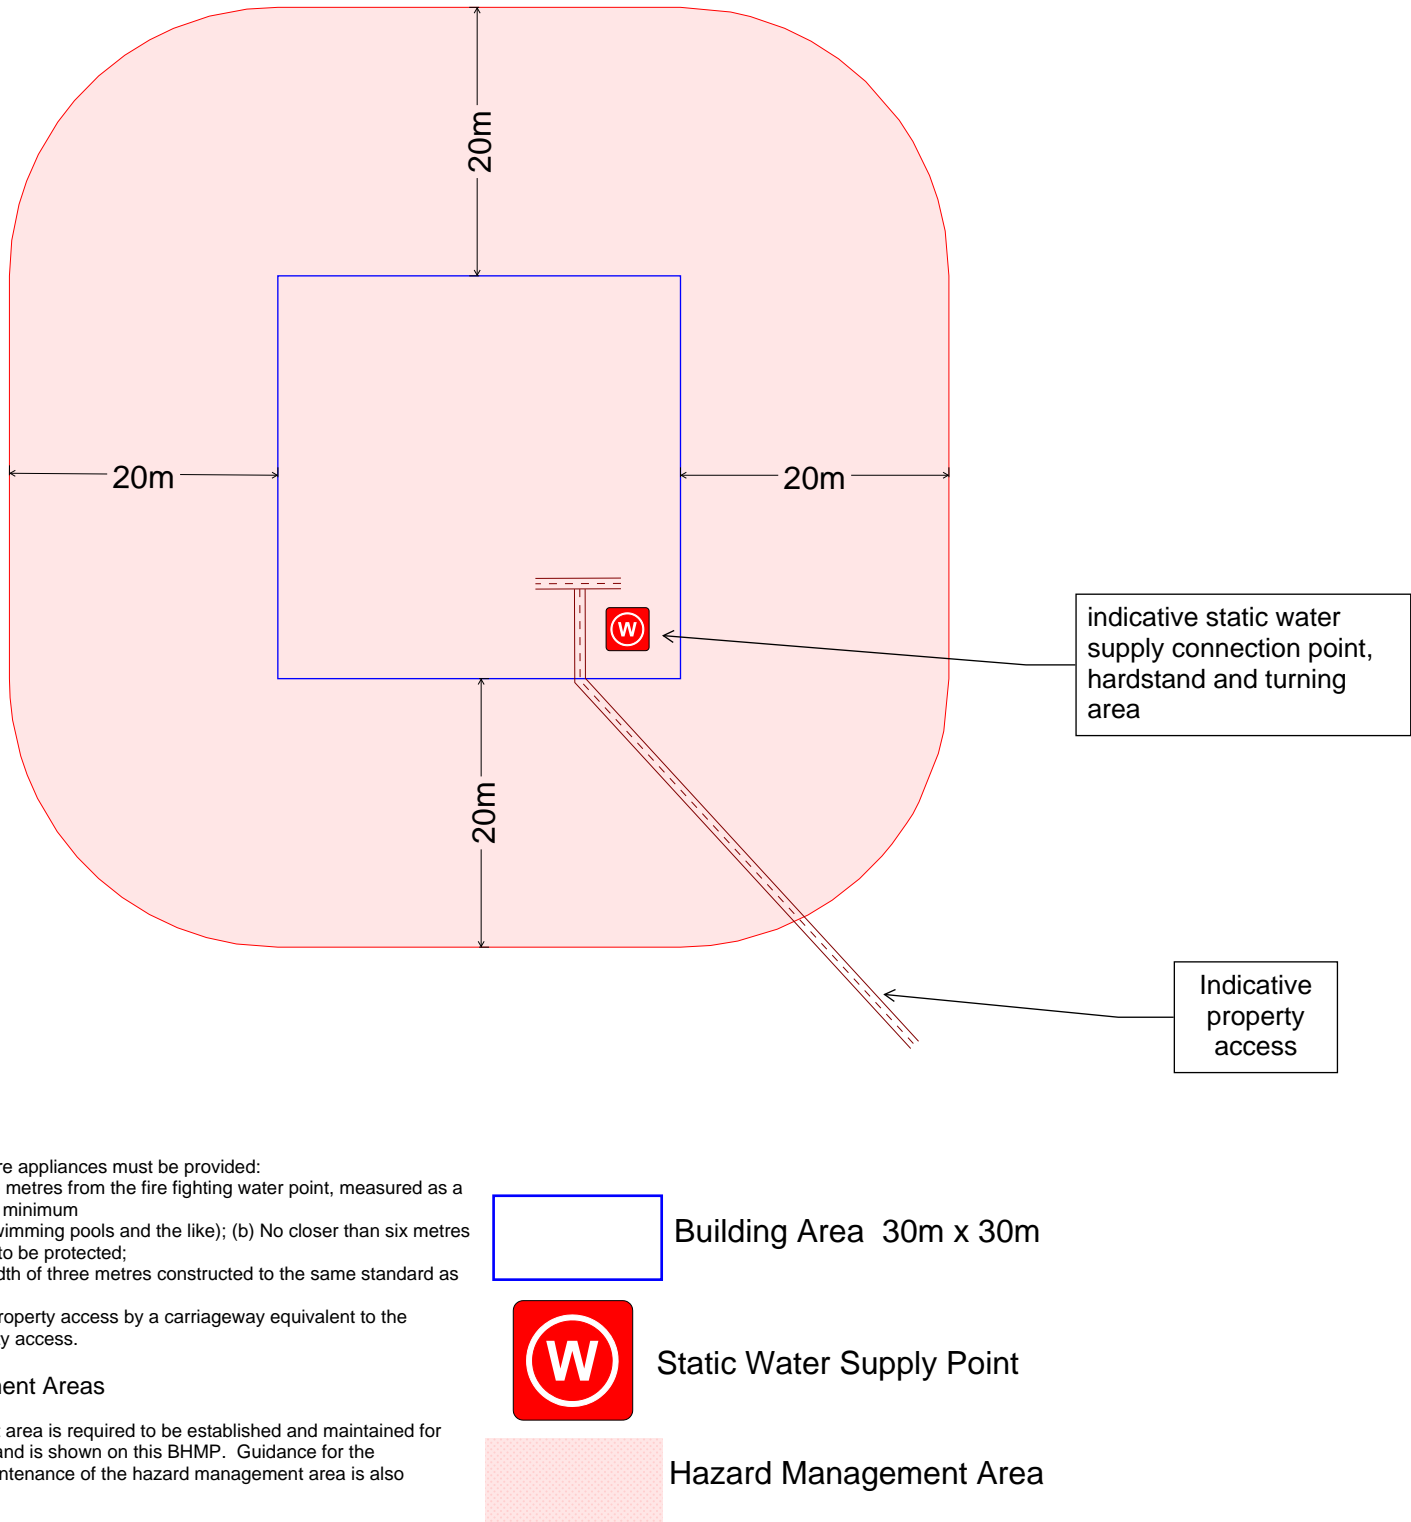 20m
20m
20m
20m
W
indicative static water
supply connection point,
hardstand and turning
area
Indicative
property
access
re appliances must be provided:
metres from the fire fighting water point, measured as a
minimum
wimming pools and the like); (b) No closer than six metres
to be protected;
dth of three metres constructed to the same standard as
roperty access by a carriageway equivalent to the
y access.
nent Areas
t area is required to be established and maintained for
and is shown on this BHMP. Guidance for the
ntenance of the hazard management area is also
Building Area 30m x 30m
W
Static Water Supply Point
Hazard Management Area